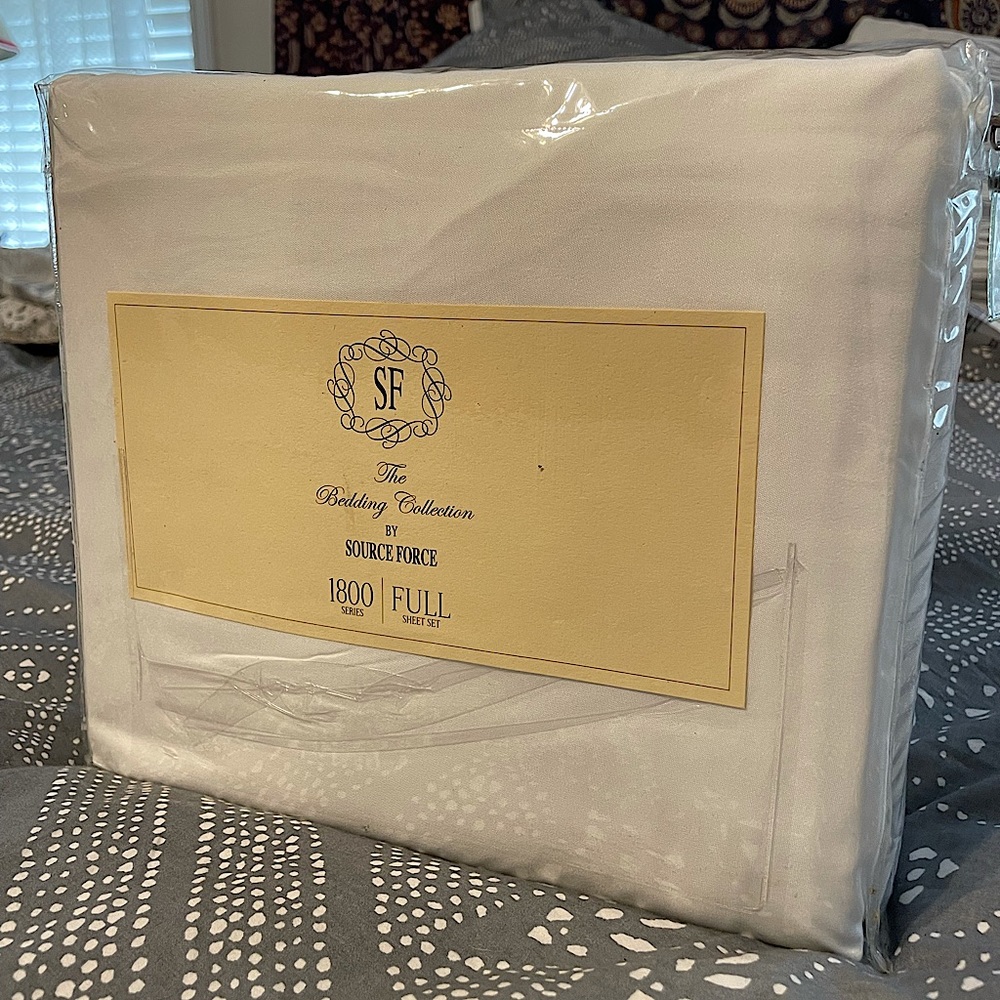 SF
The
Bedding Collection
BY
SOURCE FORCE
1800 | FULL
SERIES SHEET SET